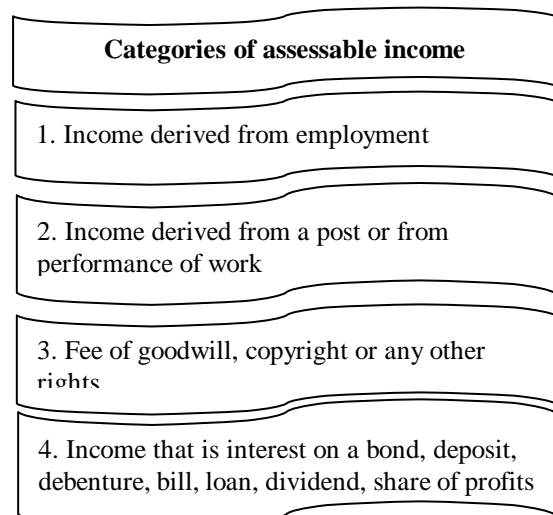 Categories of assessable income
1. Income derived from employment
2. Income derived from a post or from
performance of work
3. Fee of goodwill, copyright or any other
rights
4. Income that is interest on a bond, deposit,
debenture, bill, loan, dividend, share of profits